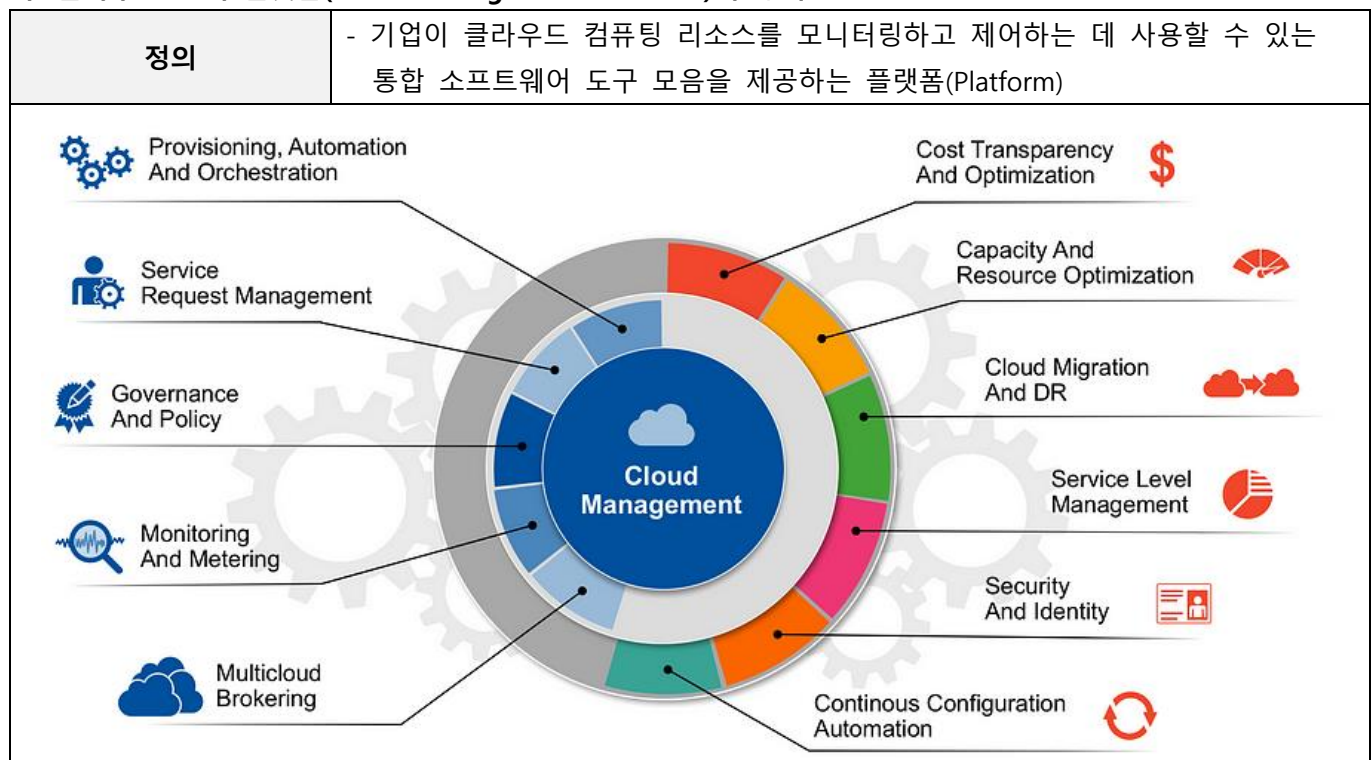 정의
- 기업이 클라우드 컴퓨팅 리소스를 모니터링하고 제어하는 데 사용할 수 있는
통합 소프트웨어 도구 모음을 제공하는 플랫폼(Platform)
Provisioning, Automation
And Orchestration
Service
Request Management
Governance
And Policy
Monitoring
And Metering
Multicloud
Brokering
Cloud
Management
Cost Transparency
And Optimization
$
Capacity And
Resource Optimization
Cloud Migration
And DR
Service Level
Management
Security
And Identity
Continous Configuration
Automation